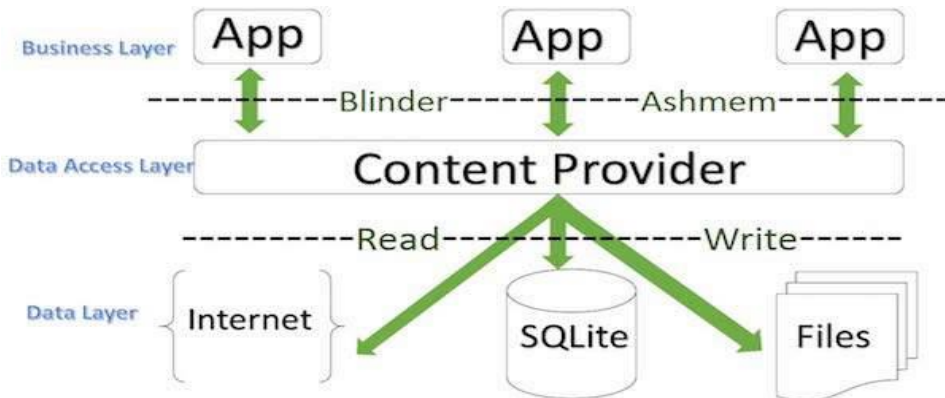 Business Layer App App App
Blinder Ashmem
Data Access Layer Content Provider
Read Write
Data Layer Internet SQLite Files